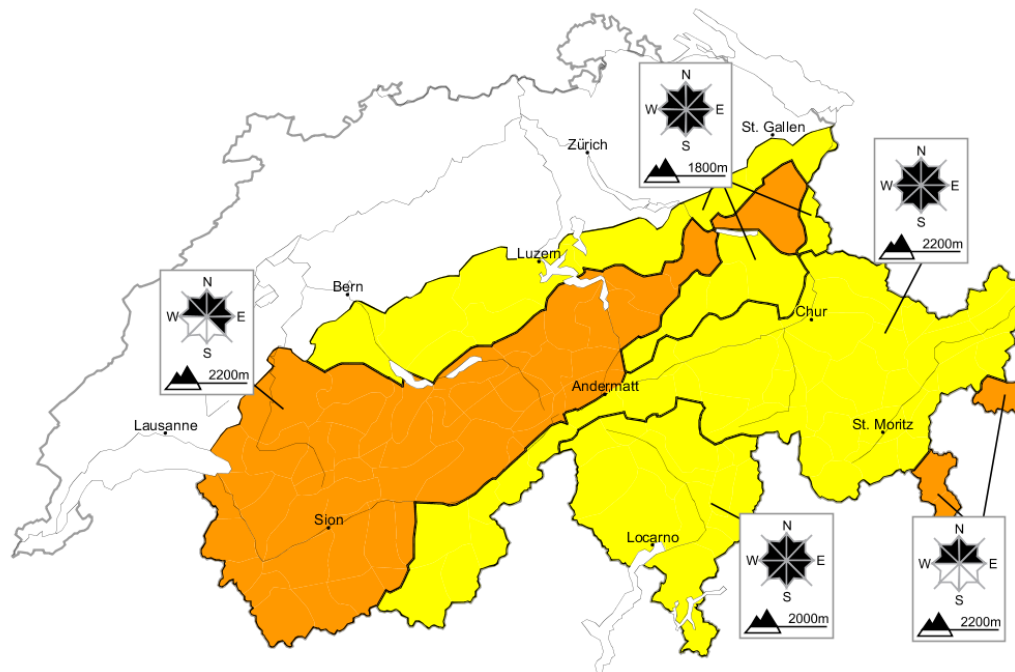 N
W E
S
1800m
St. Gallen
Zürich
N
W E
S
2200m
Luzern
Bern
N
W E
S
2200m
Chur
Andermatt
Lausanne
St. Moritz
Sion
Locarno
N
W E
S
2000m
N
W E
S
2200m